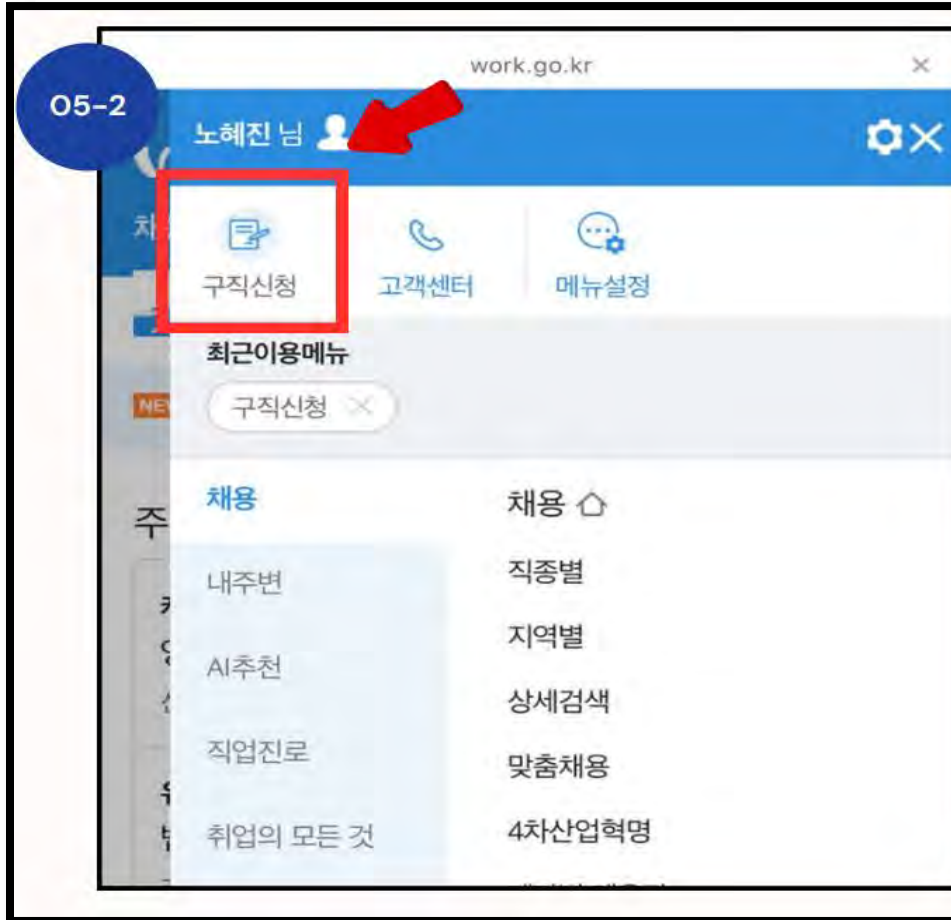 work.go.kr
05-2
노혜진 님
구직신청 고객센터 메뉴설정
최근이용메뉴
NEW
구직신청
채용 채용
주
내주변 직종별
지역별
AI추천
상세검색
직업진로
맞춤채용
취업의 모든 것 4차산업혁명